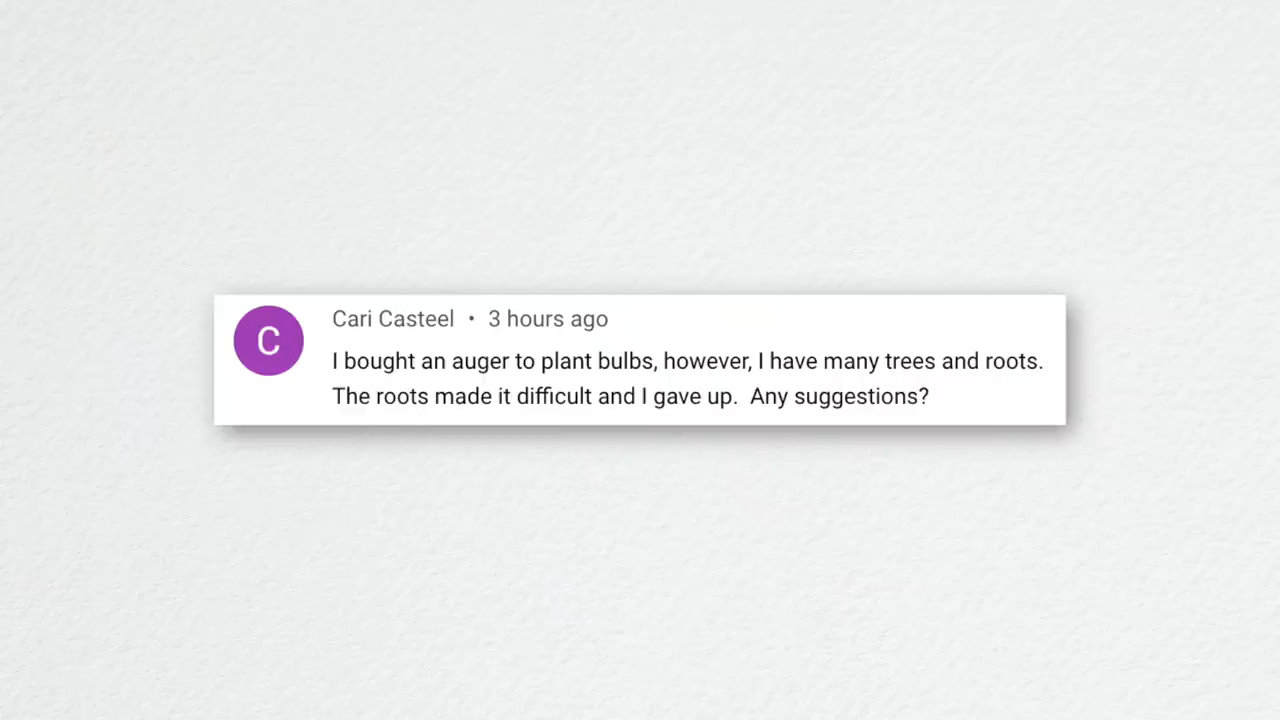 C
Cari Casteel • 3 hours ago
I bought an auger to plant bulbs, however, I have many trees and roots.
The roots made it difficult and I gave up.  Any suggestions?